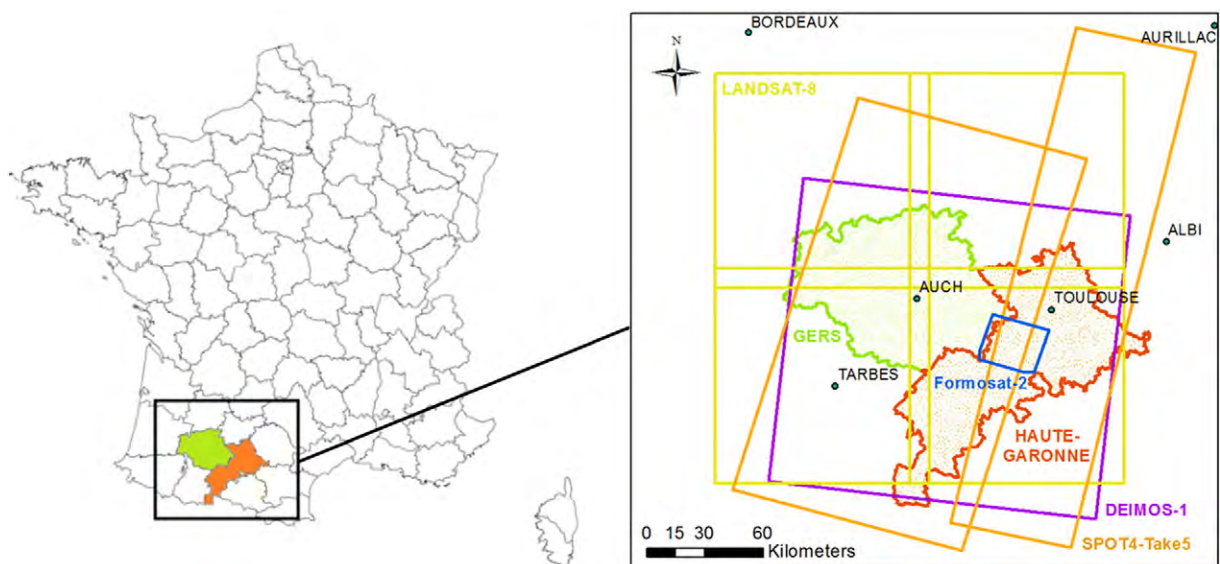 BORDEAUX
AURILLAC
N
LANDSAT-8
ALBI
AUCH
TOULOUSE
GERS
TARBES
Formosat-2
HAUTE-
GARONNE
DEIMOS-1
0 15 30 60
Kilometers
SPOT4-Take5